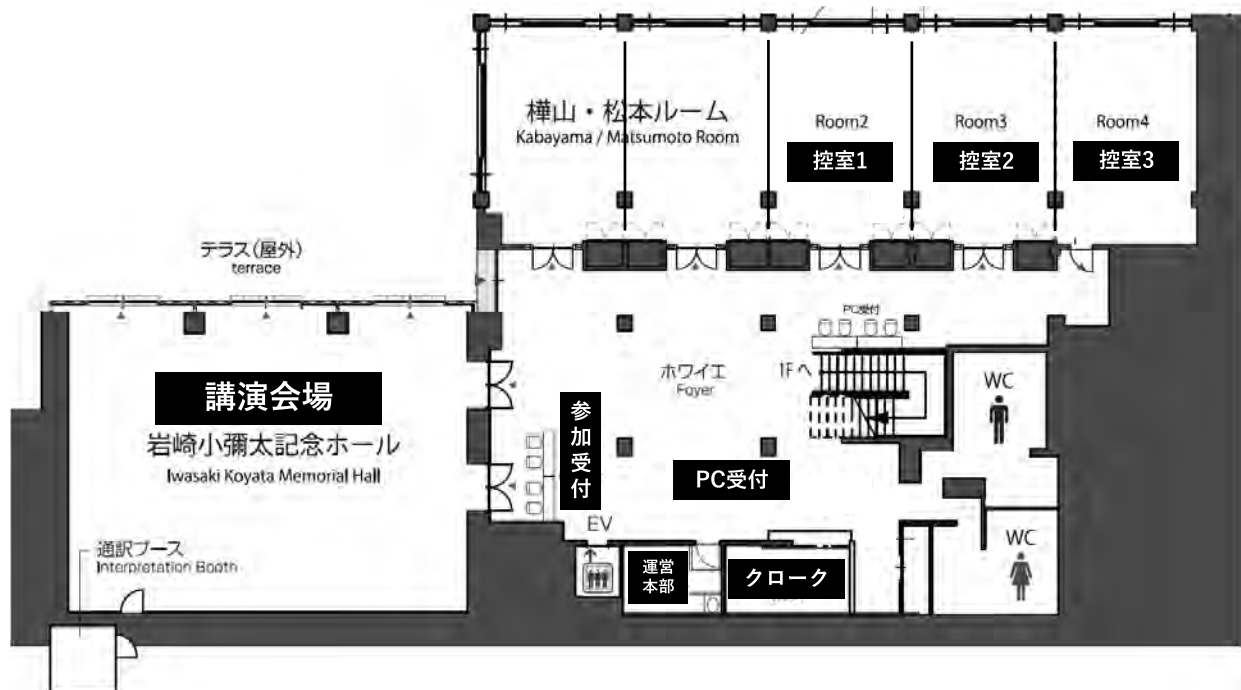 樺山・松本ルーム
Kabayama / Matsumoto Room
Room2
控室1
Room3
控室2
Room4
控室3
テラス(屋外)
terrace
PC受付
講演会場
岩崎小彌太記念ホール
Iwasaki Koyata Memorial Hall
ホワイエ
Foyer
1Fへ
WC
参加受付
PC受付
EV
通訳ブース
Interpretation Booth
運営
本部
クローク
WC